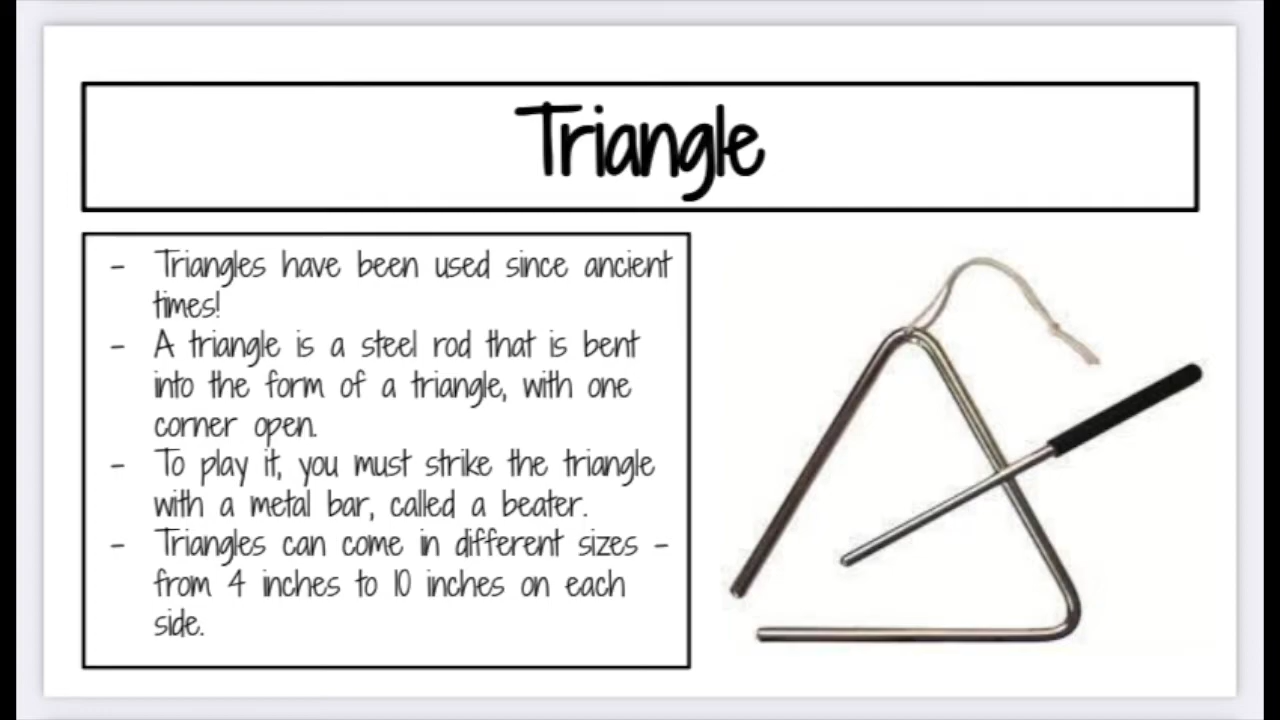 Triangle
- Triangles have been used since ancient
times!
- A triangle is a steel rod that is bent
into the form of a triangle, with one
corner open.
- To play it, you must strike the triangle
with a metal bar, called a beater.
- Triangles can come in different sizes -
from 4 inches to 10 inches on each
side.